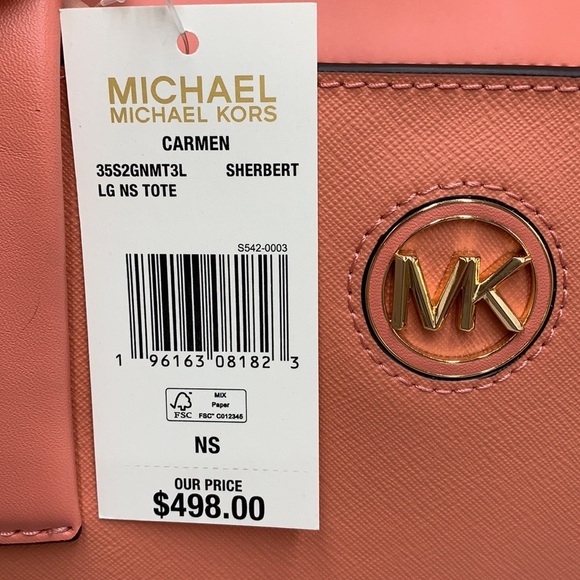 MICHAEL
MICHAEL KORS
CARMEN
35S2GNMT3L SHERBERT
LG NS TOTE
S542-0003
1 96163 08182 3
FSC
MIX
Paper
FSC® C012345
NS
OUR PRICE
$498.00
MK